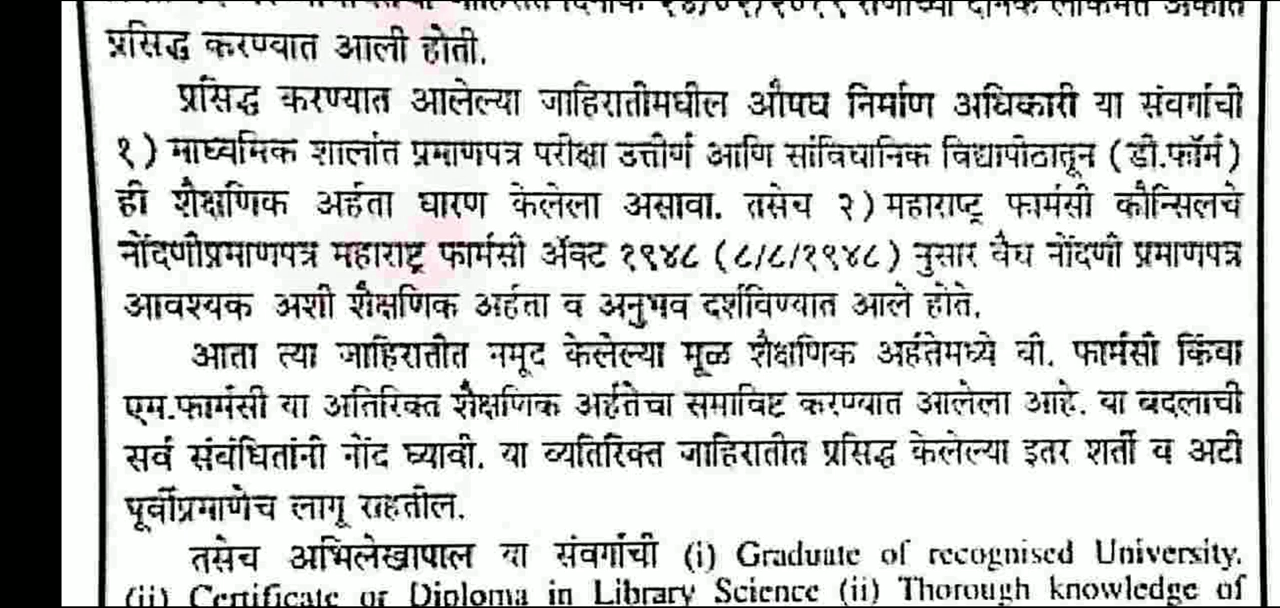 प्रसिद्ध करण्यात आली होती.
प्रसिद्ध करण्यात आलेल्या जाहिरातीमधील औषध निर्माण अधिकारी या संवर्गाची
१) माध्यमिक शालांत प्रमाणपत्र परीक्षा उत्तीर्ण आणि सांविधानिक विद्यापीठातून (डी.फॉर्म)
ही शैक्षणिक अर्हता धारण केलेला असावा. तसेच २) महाराष्ट्र फार्मसी कौन्सिलचे
नोंदणीप्रमाणपत्र महाराष्ट्र फार्मसी ॲक्ट १९४८ (८/८/१९४८) नुसार वैध नोंदणी प्रमाणपत्र
आवश्यक अशी शैक्षणिक अर्हता व अनुभव दर्शविण्यात आले होते.
आता त्या जाहिरातीत नमूद केलेल्या मूळ शैक्षणिक अर्हतेमध्ये बी. फार्मसी किंवा
एम.फार्मसी या अतिरिक्त शैक्षणिक अर्हतेचा समाविष्ट करण्यात आलेला आहे. या बदलाची
सर्व संबंधितांनी नोंद घ्यावी. या व्यतिरिक्त जाहिरातीत प्रसिद्ध केलेल्या इतर शर्ती व अटी
पूर्वीप्रमाणेच लागू राहतील.
तसेच अभिलेखापाल या संवर्गाची (i) Graduate of recognised University.
(ii) Certificate or Diploma in Library Science (ii) Thorough knowledge of